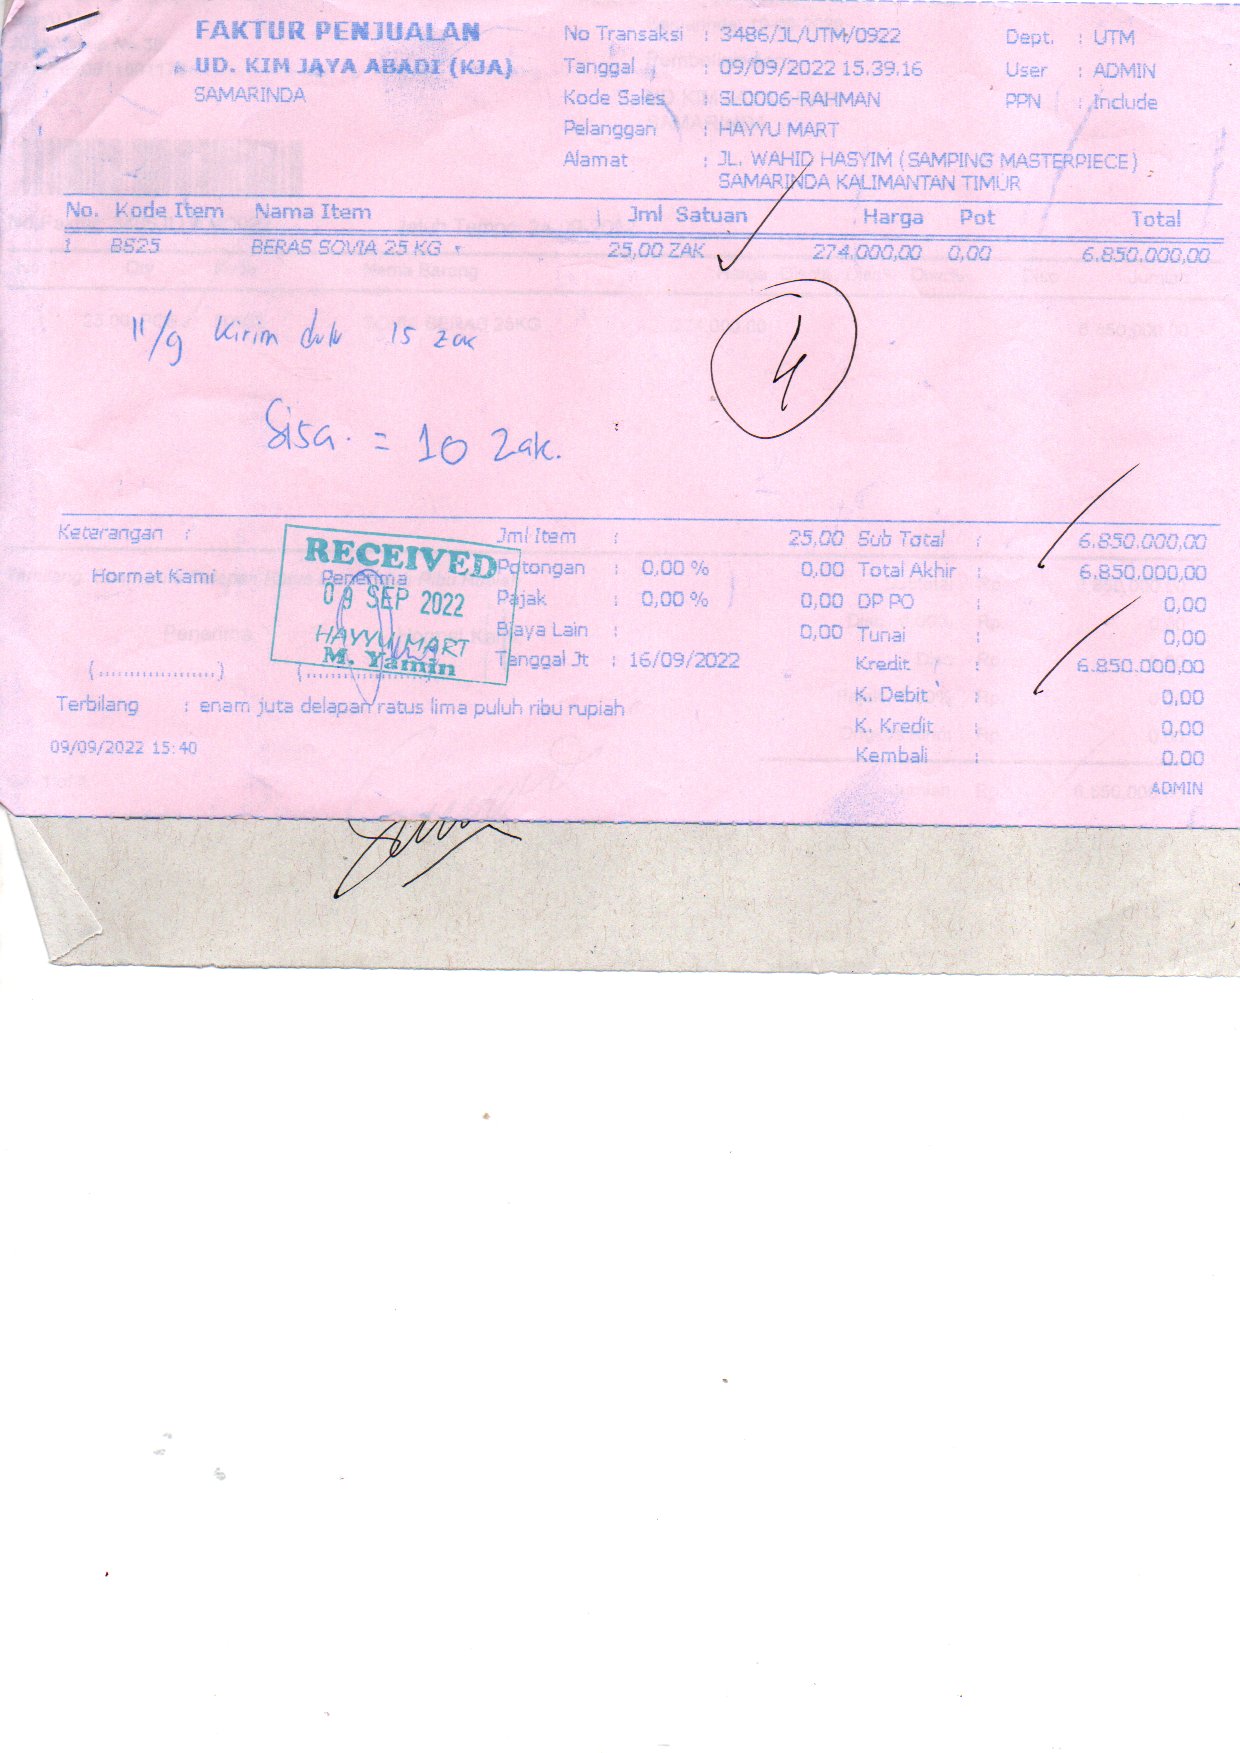 FAKTUR PENJUALAN
UD. KIM JAYA ABADI (KJA)
SAMARINDA
No Transaksi : 3486/JL/UTM/0922
Tanggal : 09/09/2022 15.39.16
Kode Sales : SL0006-RAHMAN
Pelanggan : HAYYU MART
Alamat : JL. WAHID HASYIM (SAMPING MASTERPIECE)
SAMARINDA KALIMANTAN TIMUR
Dept. : UTM
User : ADMIN
PPN : Include
No. Kode Item Nama Item Jml Satuan Harga Pot Total
1 BS25 BERAS SOVIA 25 KG 25,00 ZAK 274.000,00 0,00 6.850.000,00
11/9 Kirim dulu 15 zak
4
Sisa. = 10 Zak.
Keterangan :
Hormat Kami
Penerima
(....................)
(....................)
RECEIVED
09 SEP 2022
HAYYU MART
M. Yamin
Jml Item : 25,00
Potongan : 0,00 % 0,00
Pajak : 0,00 % 0,00
Biaya Lain : 0,00
Tanggal Jt : 16/09/2022
Sub Total : 6.850.000,00
Total Akhir : 6.850.000,00
DP PO : 0,00
Tunai : 0,00
Kredit : 6.850.000,00
K. Debit : 0,00
K. Kredit : 0,00
Kembali : 0,00
Terbilang : enam juta delapan ratus lima puluh ribu rupiah
09/09/2022 15:40
ADMIN